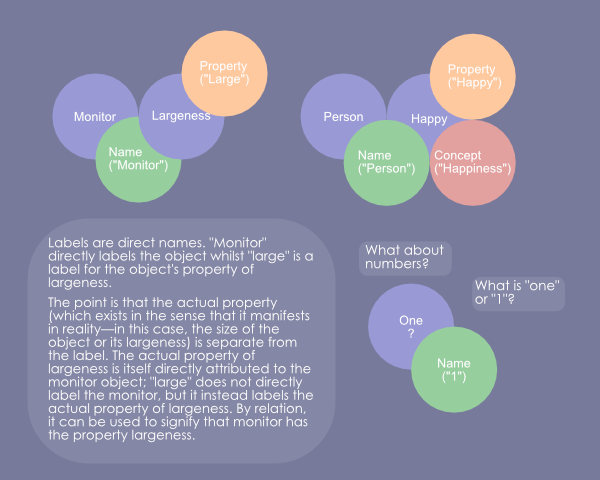 Property
("Large")
Monitor
Largeness
Name
("Monitor")
Property
("Happy")
Person
Happy
Name
("Person")
Concept
("Happiness")
Labels are direct names. "Monitor"
directly labels the object whilst "large" is a
label for the object's property of
largeness.
The point is that the actual property
(which exists in the sense that it manifests
in reality—in this case, the size of the
object or its largeness) is separate from
the label. The actual property of
largeness is itself directly attributed to the
monitor object; "large" does not directly
label the monitor, but it instead labels the
actual property of largeness. By relation,
it can be used to signify that monitor has
the property largeness.
What about
numbers?
What is "one"
or "1"?
One
?
Name
("1")